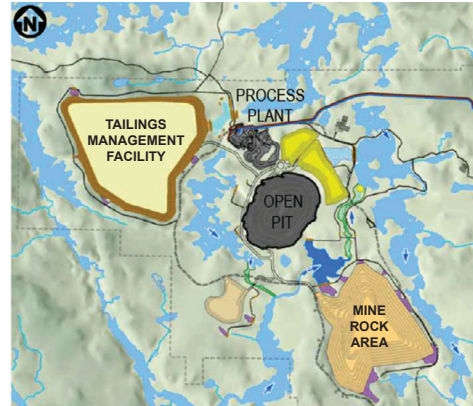 N
PROCESS
PLANT
TAILINGS
MANAGEMENT
FACILITY
OPEN
PIT
MINE
ROCK
AREA